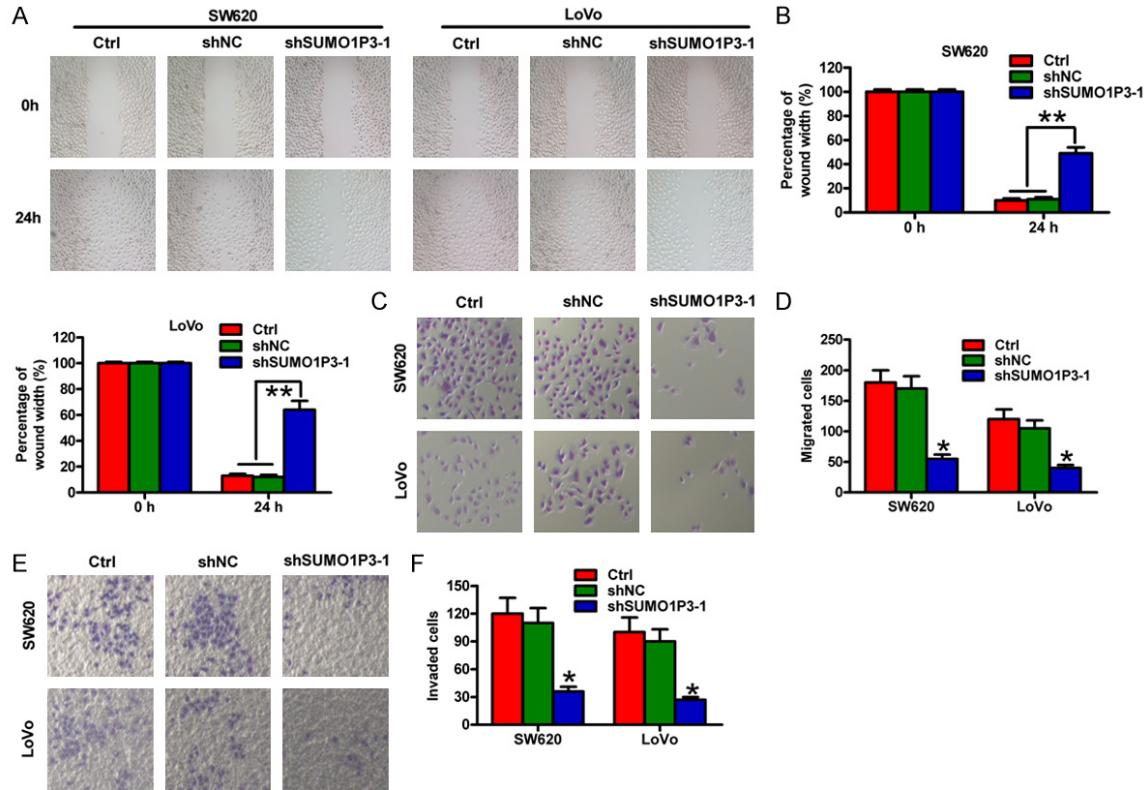 A
SW620
LoVo
Ctrl shNC shSUMO1P3-1 Ctrl shNC shSUMO1P3-1
0h
24h
B
SW620
Ctrl
shNC
shSUMO1P3-1
Percentage of
wound width (%)
120
100
80
60
40
20
0
**
0 h 24 h
LoVo
Ctrl
shNC
shSUMO1P3-1
Percentage of
wound width (%)
120
100
80
60
40
20
0
**
0 h 24 h
C
Ctrl shNC shSUMO1P3-1
SW620
LoVo
D
Ctrl
shNC
shSUMO1P3-1
Migrated cells
250
200
150
100
50
0
*
*
SW620 LoVo
E
Ctrl shNC shSUMO1P3-1
SW620
LoVo
F
Ctrl
shNC
shSUMO1P3-1
Invaded cells
150
120
90
60
30
0
*
*
SW620 LoVo